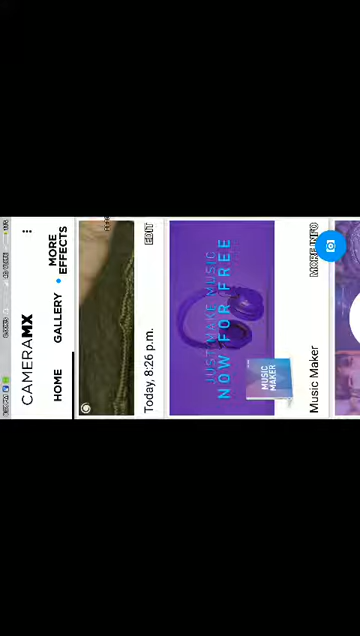 CAMERAMX
HOME
GALLERY
MORE
EFFECTS
Today, 8:26 p.m.
EDIT
JUST MAKE MUSIC
NOW FOR FREE
MUSIC
MAKER
Music Maker
MORE INFO